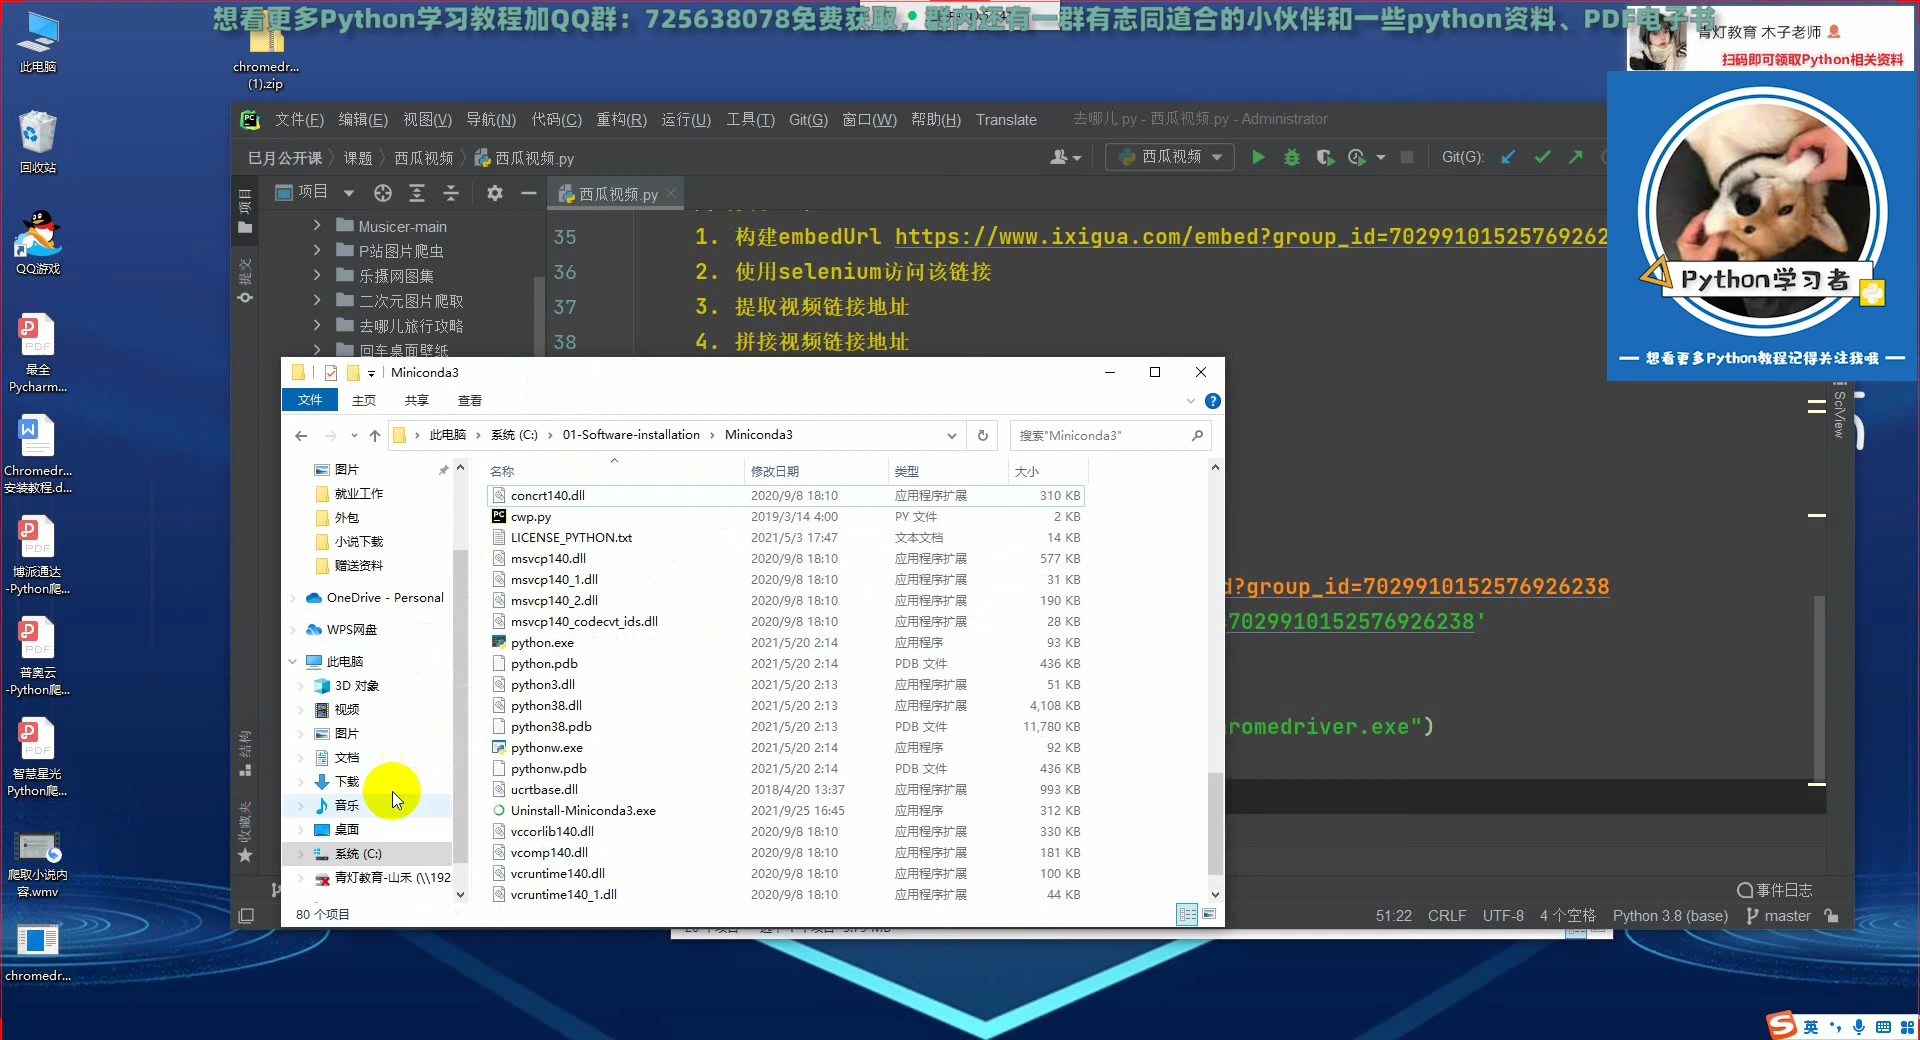 想看更多Python学习教程加QQ群：725638078免费获取，群内还有一群有志同道合的小伙伴和一些python资料、PDF电子书
青灯教育 木子老师
扫码即可领取Python相关资料
Python学习者
— 想看更多Python教程记得关注我哦 —
此电脑
回收站
QQ游戏
最全
Pycharm...
Chromedr...
安装教程.d...
博派通达
-Python爬...
普奥云
-Python爬...
智慧星光
Python爬...
爬取小说内
容.wmv
chromedr...
chromedr...
(1).zip
文件(F) 编辑(E) 视图(V) 导航(N) 代码(C) 重构(R) 运行(U) 工具(T) Git(G) 窗口(W) 帮助(H) Translate 去哪儿.py - 西瓜视频.py - Administrator
巳月公开课 课题 西瓜视频 西瓜视频.py
西瓜视频
Git(G):
项目
西瓜视频.py
项目
提交
结构
收藏夹
SciView
Musicer-main
P站图片爬虫
乐摄网图集
二次元图片爬取
去哪儿旅行攻略
回车桌面壁纸
35 1. 构建embedUrl https://www.ixigua.com/embed?group_id=70299101525769262
36 2. 使用selenium访问该链接
37 3. 提取视频链接地址
38 4. 拼接视频链接地址
d?group_id=7029910152576926238
=7029910152576926238'
romedriver.exe")
Miniconda3
文件 主页 共享 查看
此电脑 系统 (C:) 01-Software-installation Miniconda3
搜索"Miniconda3"
图片
就业工作
外包
小说下载
赠送资料
OneDrive - Personal
WPS网盘
此电脑
3D 对象
视频
图片
文档
下载
音乐
桌面
系统 (C:)
青灯教育-山禾 (\\192
名称 修改日期 类型 大小
concrt140.dll 2020/9/8 18:10 应用程序扩展 310 KB
cwp.py 2019/3/14 4:00 PY 文件 2 KB
LICENSE_PYTHON.txt 2021/5/3 17:47 文本文档 14 KB
msvcp140.dll 2020/9/8 18:10 应用程序扩展 577 KB
msvcp140_1.dll 2020/9/8 18:10 应用程序扩展 31 KB
msvcp140_2.dll 2020/9/8 18:10 应用程序扩展 190 KB
msvcp140_codecvt_ids.dll 2020/9/8 18:10 应用程序扩展 28 KB
python.exe 2021/5/20 2:14 应用程序 93 KB
python.pdb 2021/5/20 2:14 PDB 文件 436 KB
python3.dll 2021/5/20 2:13 应用程序扩展 51 KB
python38.dll 2021/5/20 2:13 应用程序扩展 4,108 KB
python38.pdb 2021/5/20 2:13 PDB 文件 11,780 KB
pythonw.exe 2021/5/20 2:14 应用程序 92 KB
pythonw.pdb 2021/5/20 2:14 PDB 文件 436 KB
ucrtbase.dll 2018/4/20 13:37 应用程序扩展 993 KB
Uninstall-Miniconda3.exe 2021/9/25 16:45 应用程序 312 KB
vccorlib140.dll 2020/9/8 18:10 应用程序扩展 330 KB
vcomp140.dll 2020/9/8 18:10 应用程序扩展 181 KB
vcruntime140.dll 2020/9/8 18:10 应用程序扩展 100 KB
vcruntime140_1.dll 2020/9/8 18:10 应用程序扩展 44 KB
80 个项目
事件日志
51:22 CRLF UTF-8 4 个空格 Python 3.8 (base) master
英